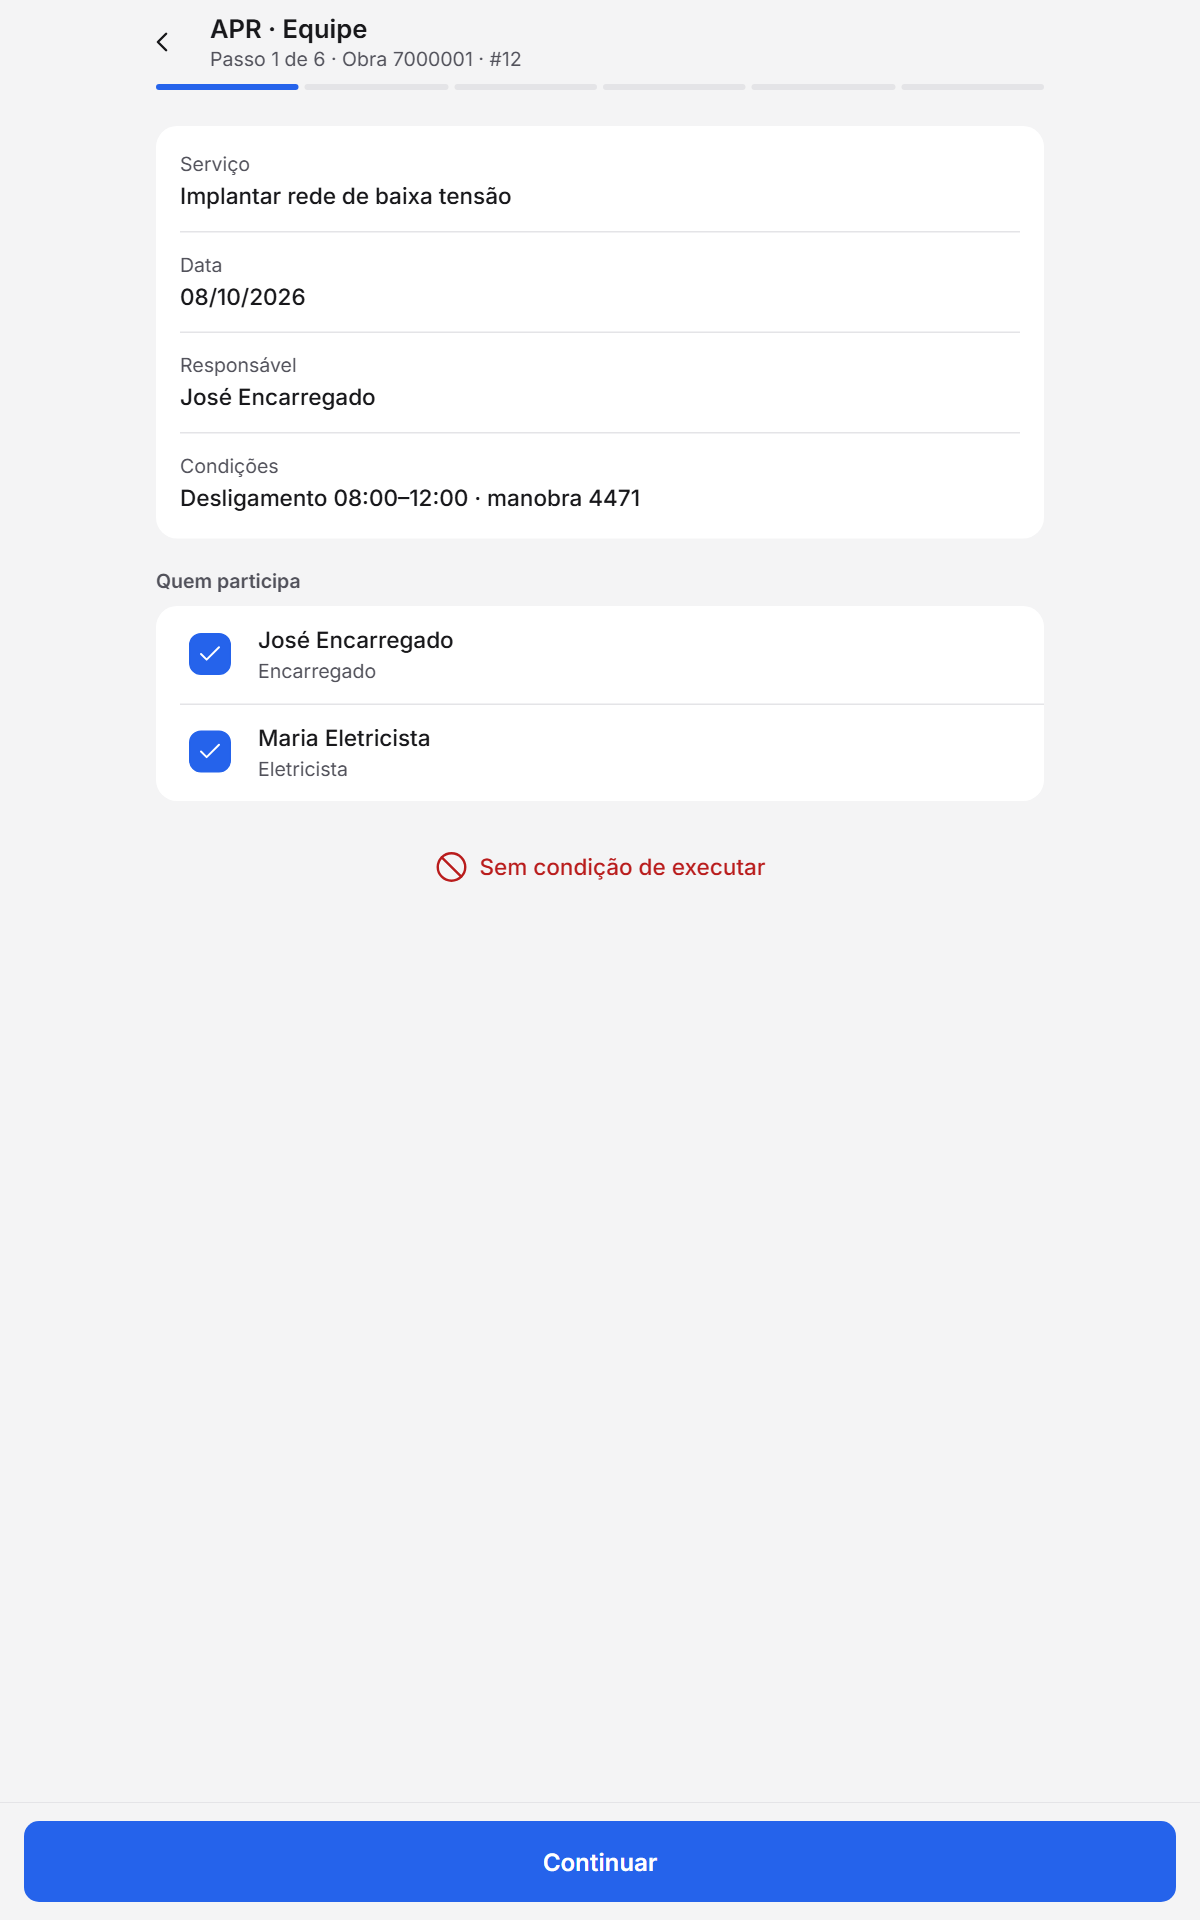 APR · Equipe
Passo 1 de 6 · Obra 7000001 · #12
Serviço
Implantar rede de baixa tensão
Data
08/10/2026
Responsável
José Encarregado
Condições
Desligamento 08:00–12:00 · manobra 4471
Quem participa
José Encarregado
Encarregado
Maria Eletricista
Eletricista
Sem condição de executar
Continuar